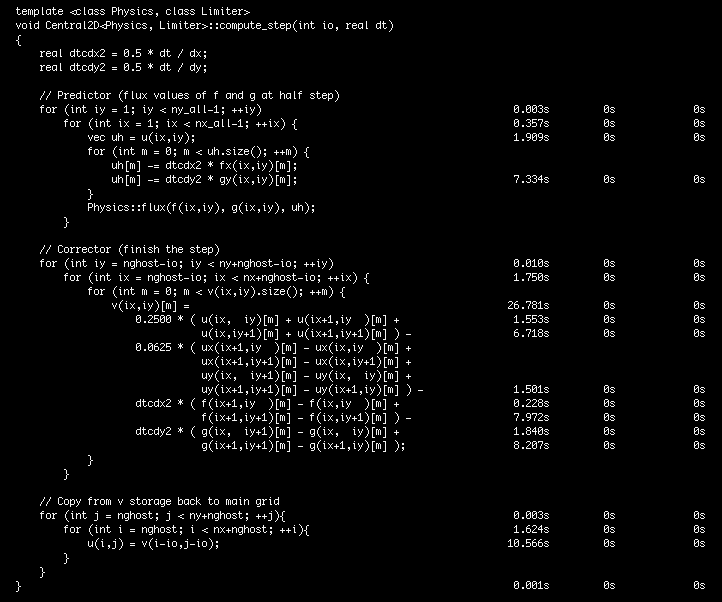 template <class Physics, class Limiter>
void Central2D<Physics, Limiter>::compute_step(int io, real dt)
{
    real dtcdx2 = 0.5 * dt / dx;
    real dtcdy2 = 0.5 * dt / dy;

    // Predictor (flux values of f and g at half step)
    for (int iy = 1; iy < ny_all-1; ++iy)    0.003s    0s    0s
        for (int ix = 1; ix < nx_all-1; ++ix) {    0.357s    0s    0s
            vec uh = u(ix,iy);    1.909s    0s    0s
            for (int m = 0; m < uh.size(); ++m) {
                uh[m] -= dtcdx2 * fx(ix,iy)[m];
                uh[m] -= dtcdy2 * gy(ix,iy)[m];    7.334s    0s    0s
            }
            Physics::flux(f(ix,iy), g(ix,iy), uh);
        }

    // Corrector (finish the step)
    for (int iy = nghost-io; iy < ny+nghost-io; ++iy)    0.010s    0s    0s
        for (int ix = nghost-io; ix < nx+nghost-io; ++ix) {    1.750s    0s    0s
            for (int m = 0; m < v(ix,iy).size(); ++m) {
                v(ix,iy)[m] =    26.781s    0s    0s
                    0.2500 * ( u(ix,  iy)[m] + u(ix+1,iy  )[m] +    1.553s    0s    0s
                               u(ix,iy+1)[m] + u(ix+1,iy+1)[m] ) -    6.718s    0s    0s
                    0.0625 * ( ux(ix+1,iy  )[m] - ux(ix,iy  )[m] +
                               ux(ix+1,iy+1)[m] - ux(ix,iy+1)[m] +
                               uy(ix,  iy+1)[m] - uy(ix,  iy)[m] +
                               uy(ix+1,iy+1)[m] - uy(ix+1,iy)[m] ) -    1.501s    0s    0s
                    dtcdx2 * ( f(ix+1,iy  )[m] - f(ix,iy  )[m] +    0.228s    0s    0s
                               f(ix+1,iy+1)[m] - f(ix,iy+1)[m] ) -    7.972s    0s    0s
                    dtcdy2 * ( g(ix,  iy+1)[m] - g(ix,  iy)[m] +    1.840s    0s    0s
                               g(ix+1,iy+1)[m] - g(ix+1,iy)[m] );    8.207s    0s    0s
            }
        }

    // Copy from v storage back to main grid
    for (int j = nghost; j < ny+nghost; ++j){    0.003s    0s    0s
        for (int i = nghost; i < nx+nghost; ++i){    1.624s    0s    0s
            u(i,j) = v(i-io,j-io);    10.566s    0s    0s
        }
    }
}    0.001s    0s    0s